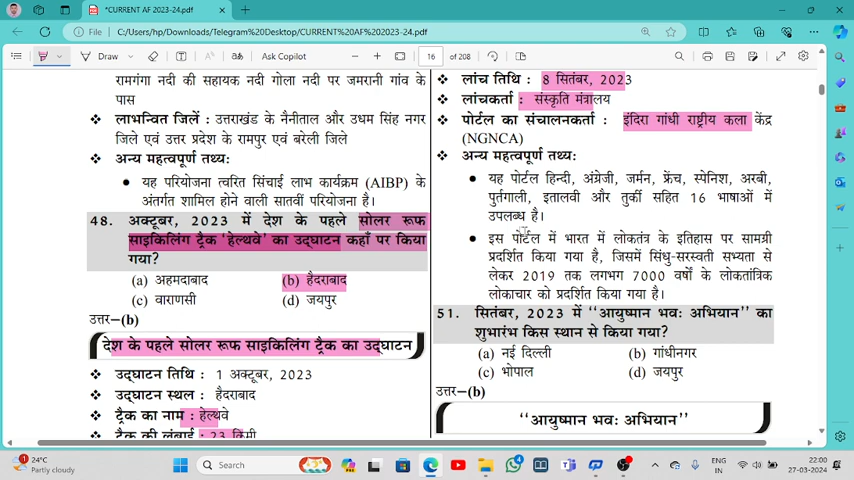 *CURRENT AF 2023-24.pdf
File
C:/Users/hp/Downloads/Telegram%20Desktop/CURRENT%20AF%202023-24.pdf
Draw
Ask Copilot
16 of 208
रामगंगा नदी की सहायक नदी गोला नदी पर जमरानी गांव के
पास
❖ लाभन्वित जिलें : उत्तराखंड के नैनीताल और उधम सिंह नगर
जिले एवं उत्तर प्रदेश के रामपुर एवं बरेली जिले
❖ अन्य महत्वपूर्ण तथ्यः
• यह परियोजना त्वरित सिंचाई लाभ कार्यक्रम (AIBP) के
अंतर्गत शामिल होने वाली सातवीं परियोजना है।
48. अक्टूबर, 2023 में देश के पहले सोलर रूफ
साइकिलिंग ट्रैक 'हेल्थवे' का उद्घाटन कहाँ पर किया
गया?
(a) अहमदाबाद (b) हैदराबाद
(c) वाराणसी (d) जयपुर
उत्तर–(b)
देश के पहले सोलर रूफ साइकिलिंग ट्रैक का उद्घाटन
❖ उद्घाटन तिथि : 1 अक्टूबर, 2023
❖ उद्घाटन स्थल : हैदराबाद
❖ ट्रैक का नाम : हेल्थवे
❖ ट्रैक की लंबाई : 23 किमी
❖ लांच तिथि : 8 सितंबर, 2023
❖ लांचकर्ता : संस्कृति मंत्रालय
❖ पोर्टल का संचालनकर्ता : इंदिरा गांधी राष्ट्रीय कला केंद्र
(NGNCA)
❖ अन्य महत्वपूर्ण तथ्यः
• यह पोर्टल हिन्दी, अंग्रेजी, जर्मन, फ्रेंच, स्पेनिश, अरबी,
पुर्तगाली, इतालवी और तुर्की सहित 16 भाषाओं में
उपलब्ध है।
• इस पोर्टल में भारत में लोकतंत्र के इतिहास पर सामग्री
प्रदर्शित किया गया है, जिसमें सिंधु-सरस्वती सभ्यता से
लेकर 2019 तक लगभग 7000 वर्षों के लोकतांत्रिक
लोकाचार को प्रदर्शित किया गया है।
51. सितंबर, 2023 में ‘‘आयुष्मान भवः अभियान’’ का
शुभारंभ किस स्थान से किया गया?
(a) नई दिल्ली (b) गांधीनगर
(c) भोपाल (d) जयपुर
उत्तर–(b)
‘‘आयुष्मान भवः अभियान’’
24°C
Partly cloudy
Search
ENG
IN
22:00
27-03-2024